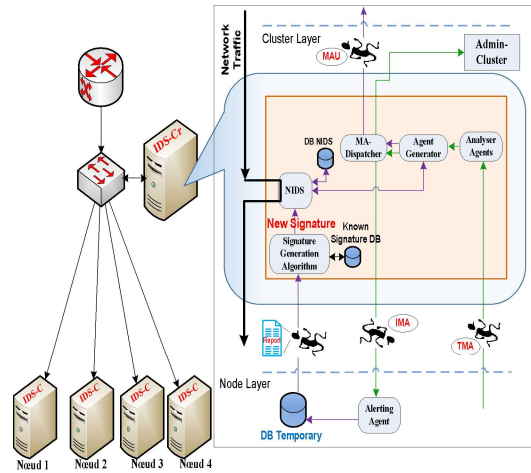 Cluster Layer
MAU
Admin-
Cluster
Network
Traffic
IDS-Cr
DB NIDS
MA-
Dispatcher
Agent
Generator
Analyser
Agents
NIDS
New Signature
Known
Signature DB
Signature
Generation
Algorithm
Report
IMA
TMA
Node Layer
DB Temporary
Alerting
Agent
IDS-C
IDS-C
IDS-C
IDS-C
Nœud 1
Nœud 2
Nœud 3
Nœud 4